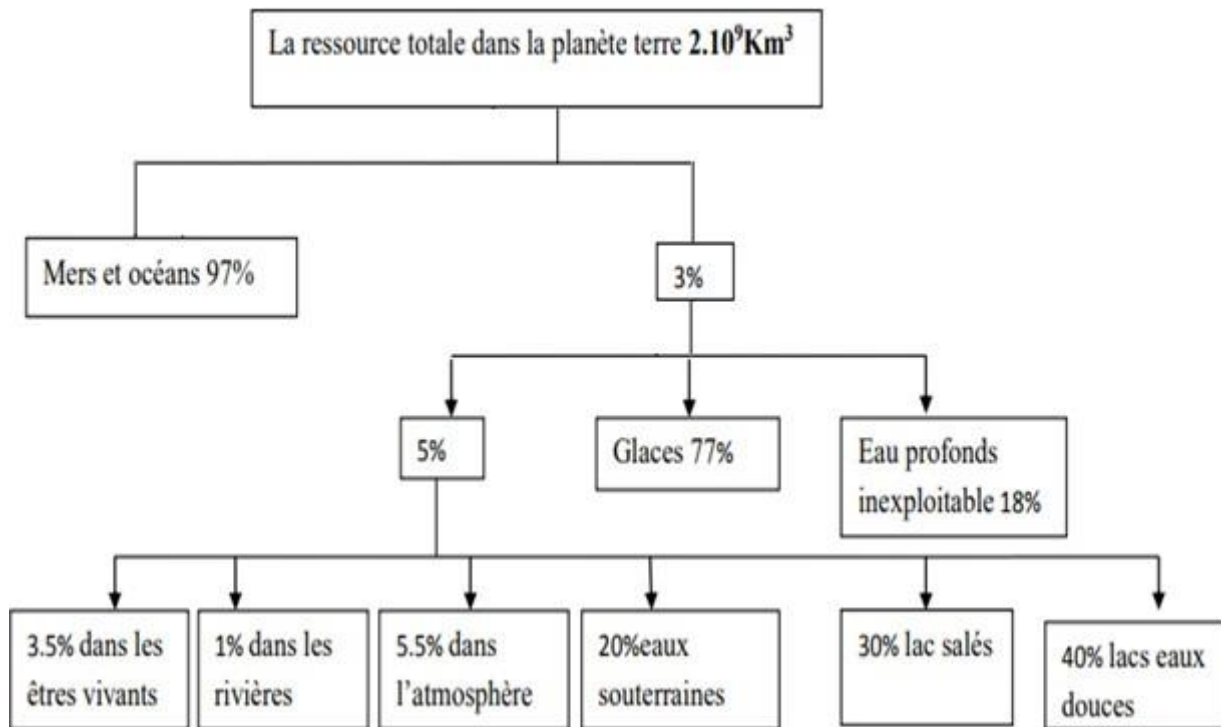 La ressource totale dans la planète terre 2.10⁹Km³
Mers et océans 97%
3%
5%
Glaces 77%
Eau profonds
inexploitable 18%
3.5% dans les
êtres vivants
1% dans les
rivières
5.5% dans
l’atmosphère
20%eaux
souterraines
30% lac salés
40% lacs eaux
douces